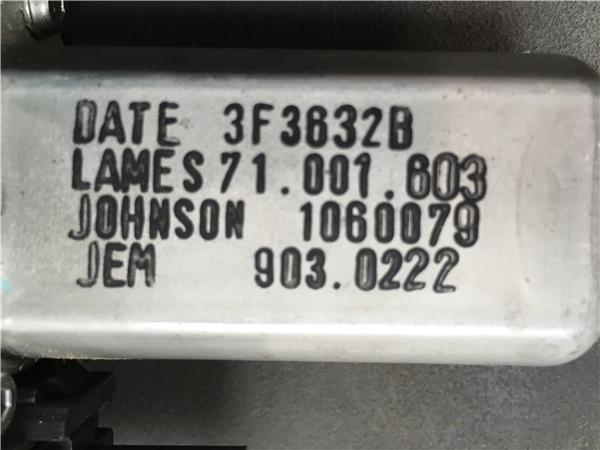 DATE 3F3632B
LAMES 71.001.603
JOHNSON 1060079
JEM 903.0222